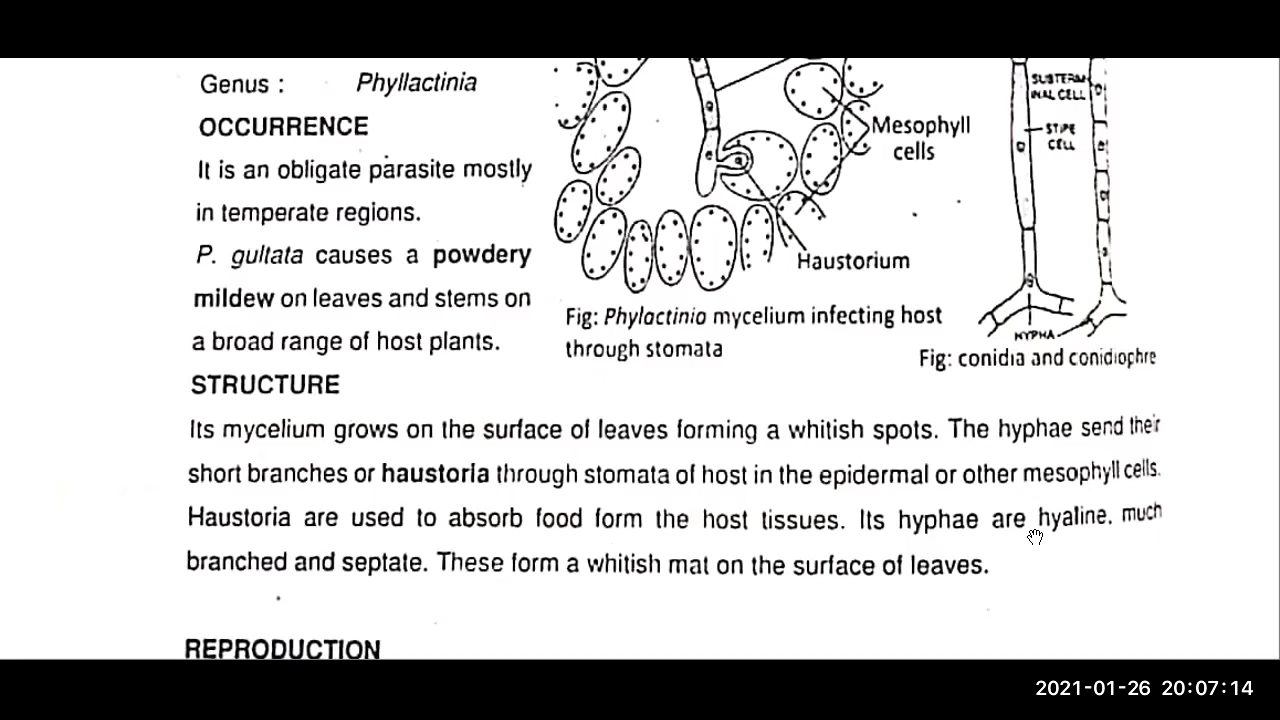 Genus : Phyllactinia
OCCURRENCE
It is an obligate parasite mostly
in temperate regions.
P. gultata causes a powdery
mildew on leaves and stems on
a broad range of host plants.
Mesophyll
cells
Haustorium
Fig: Phylactinia mycelium infecting host
through stomata
SUBTERM
INAL CELL
STIPE
CELL
HYPHA
Fig: conidia and conidiophre
STRUCTURE
Its mycelium grows on the surface of leaves forming a whitish spots. The hyphae send their
short branches or haustoria through stomata of host in the epidermal or other mesophyll cells.
Haustoria are used to absorb food form the host tissues. Its hyphae are hyaline. much
branched and septate. These form a whitish mat on the surface of leaves.
REPRODUCTION
2021-01-26 20:07:14